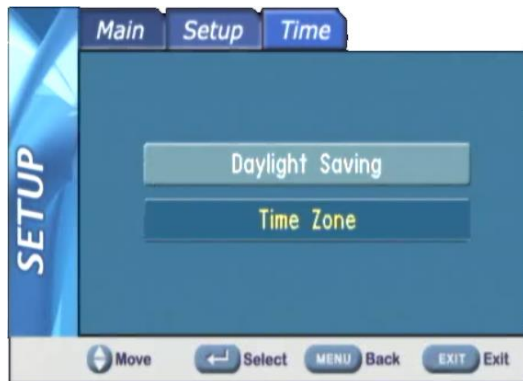 Main Setup Time
SETUP
Daylight Saving
Time Zone
Move Select MENU Back EXIT Exit